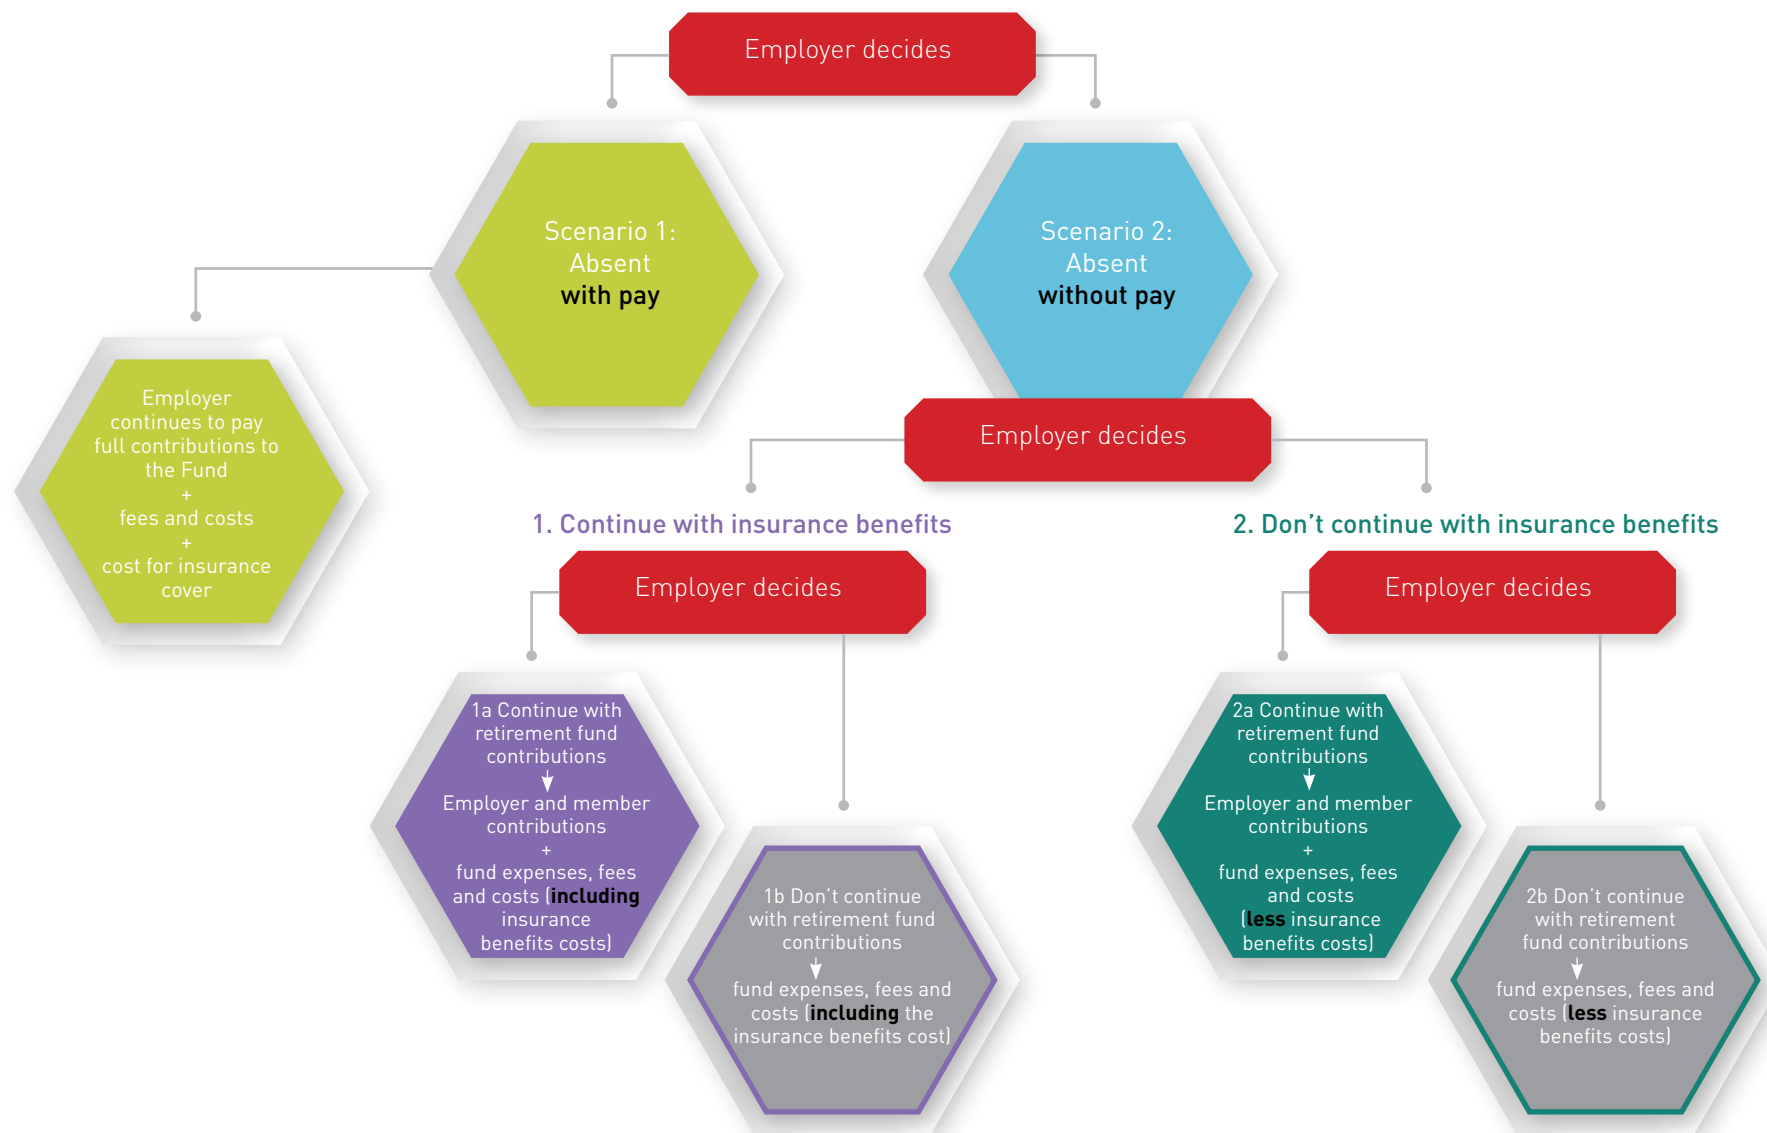 Employer decides
Scenario 1:
Absent
with pay
Scenario 2:
Absent
without pay
Employer
continues to pay
full contributions to
the Fund
+
fees and costs
+
cost for insurance
cover
Employer decides
1. Continue with insurance benefits
2. Don’t continue with insurance benefits
Employer decides
Employer decides
1a Continue with
retirement fund
contributions
Employer and member
contributions
+
fund expenses, fees
and costs (including
insurance
benefits costs)
1b Don’t continue
with retirement fund
contributions
fund expenses, fees and
costs (including the
insurance benefits cost)
2a Continue with
retirement fund
contributions
Employer and member
contributions
+
fund expenses, fees
and costs
(less insurance
benefits costs)
2b Don’t continue
with retirement
fund contributions
fund expenses, fees and
costs (less insurance
benefits costs)